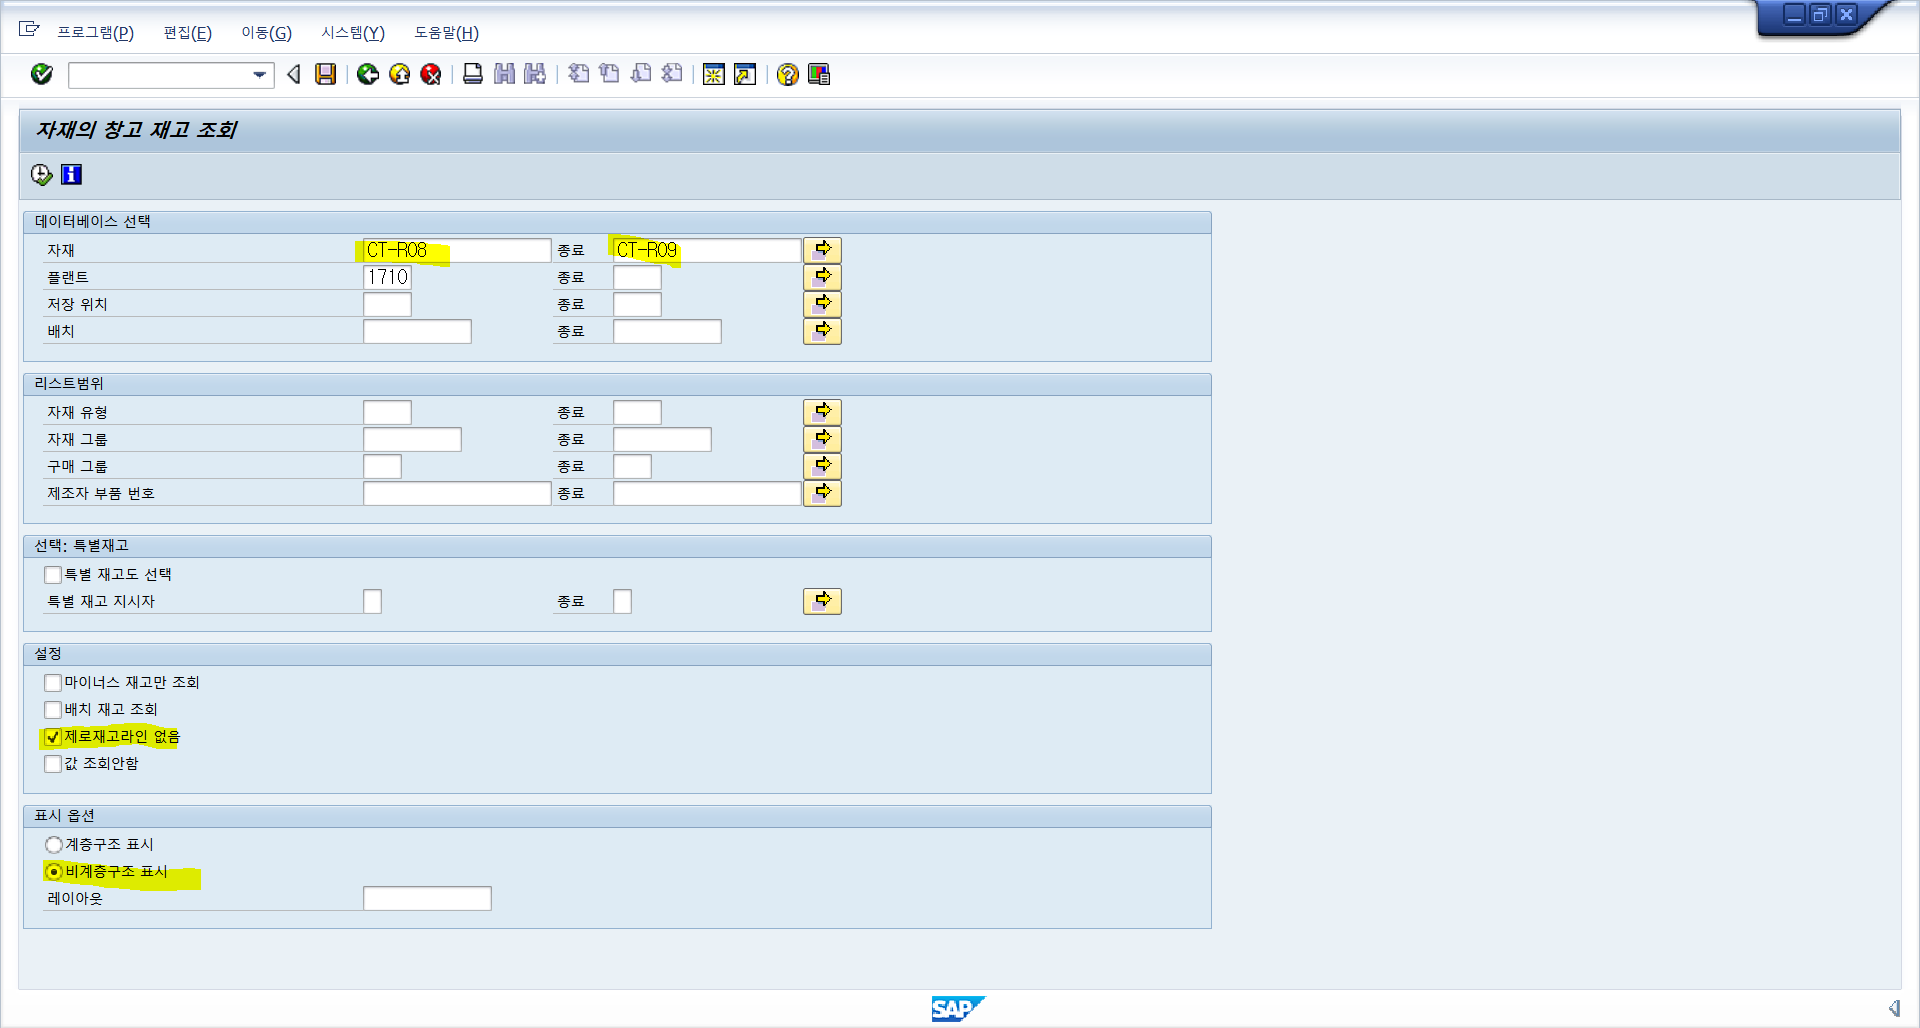 프로그램(P) 편집(E) 이동(G) 시스템(Y) 도움말(H)
자재의 창고 재고 조회
데이터베이스 선택
자재 CT-R08 종료 CT-R09
플랜트 1710 종료
저장 위치 종료
배치 종료
리스트범위
자재 유형 종료
자재 그룹 종료
구매 그룹 종료
제조자 부품 번호 종료
선택: 특별재고
특별 재고도 선택
특별 재고 지시자 종료
설정
마이너스 재고만 조회
배치 재고 조회
제로재고라인 없음
값 조회안함
표시 옵션
계층구조 표시
비계층구조 표시
레이아웃
SAP